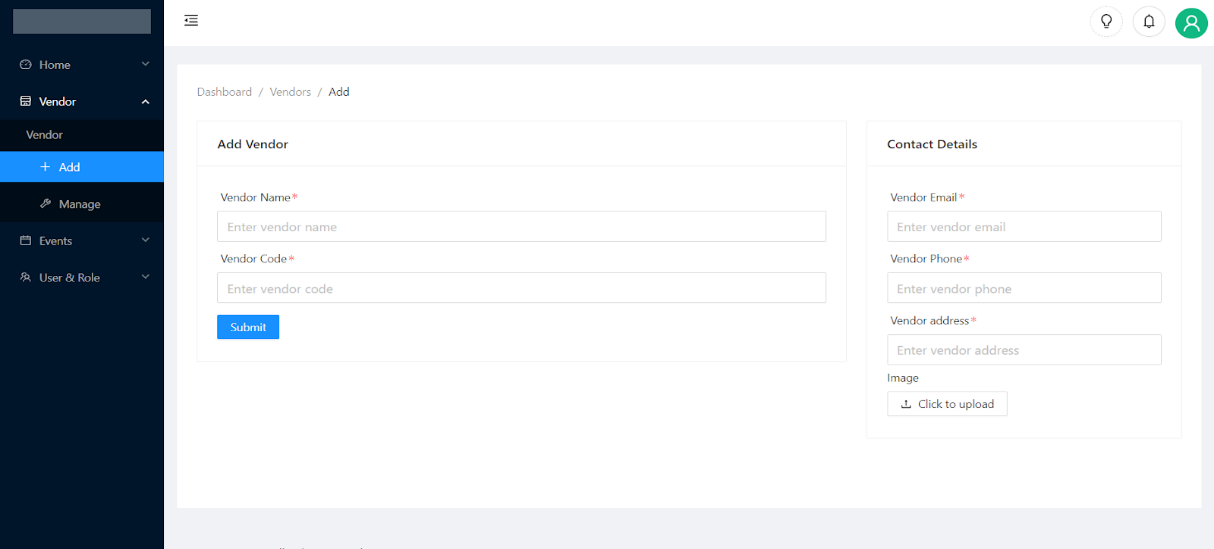 Home
Vendor
Vendor
Add
Manage
Events
User & Role
Dashboard / Vendors / Add
Add Vendor
Vendor Name*
Enter vendor name
Vendor Code*
Enter vendor code
Submit
Contact Details
Vendor Email*
Enter vendor email
Vendor Phone*
Enter vendor phone
Vendor address*
Enter vendor address
Image
Click to upload